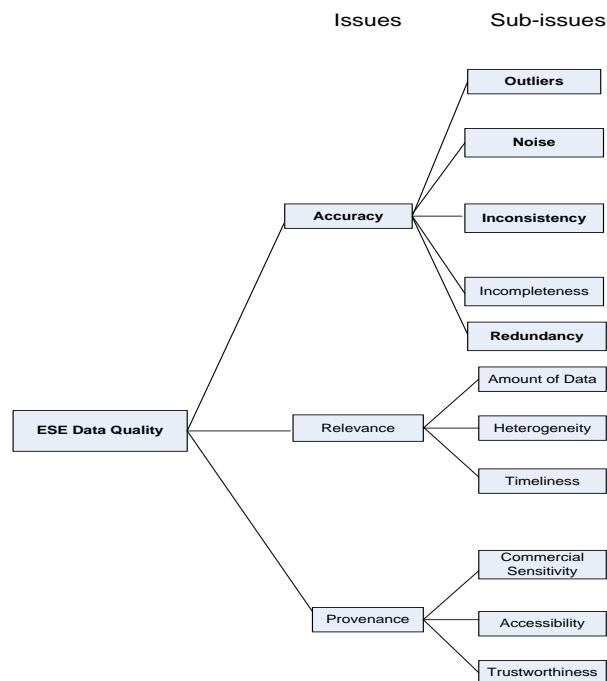 Issues
Sub-issues
Outliers
Noise
Accuracy
Inconsistency
Incompleteness
Redundancy
Amount of Data
ESE Data Quality
Relevance
Heterogeneity
Timeliness
Commercial
Sensitivity
Provenance
Accessibility
Trustworthiness